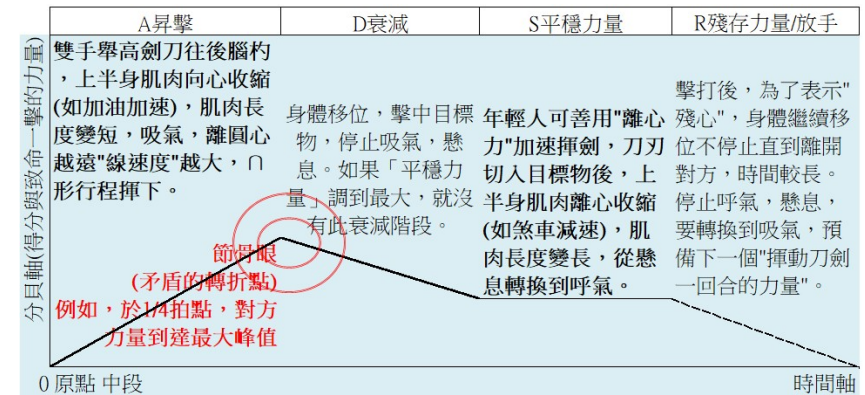 A昇擊
D衰減
S平穩力量
R殘存力量/放手
分貝軸(得分與致命一擊的力量)
雙手舉高劍刀往後腦杓
，上半身肌肉向心收縮
(如加油加速)，肌肉長
度變短，吸氣，離圓心
越遠"線速度"越大，∩
形行程揮下。
節骨眼
(矛盾的轉折點)
例如，於1/4拍點，對方
力量到達最大峰值
身體移位，擊中目標
物，停止吸氣，懸
息。如果「平穩力
量」調到最大，就沒
有此衰減階段。
年輕人可善用"離心
力"加速揮劍，刀刃
切入目標物後，上
半身肌肉離心收縮
(如煞車減速)，肌
肉長度變長，從懸
息轉換到呼氣。
擊打後，為了表示"
殘心"，身體繼續移
位不停止直到離開
對方，時間較長。
停止呼氣，懸息，
要轉換到吸氣，預
備下一個"揮動刀劍
一回合的力量"。
0 原點 中段
時間軸